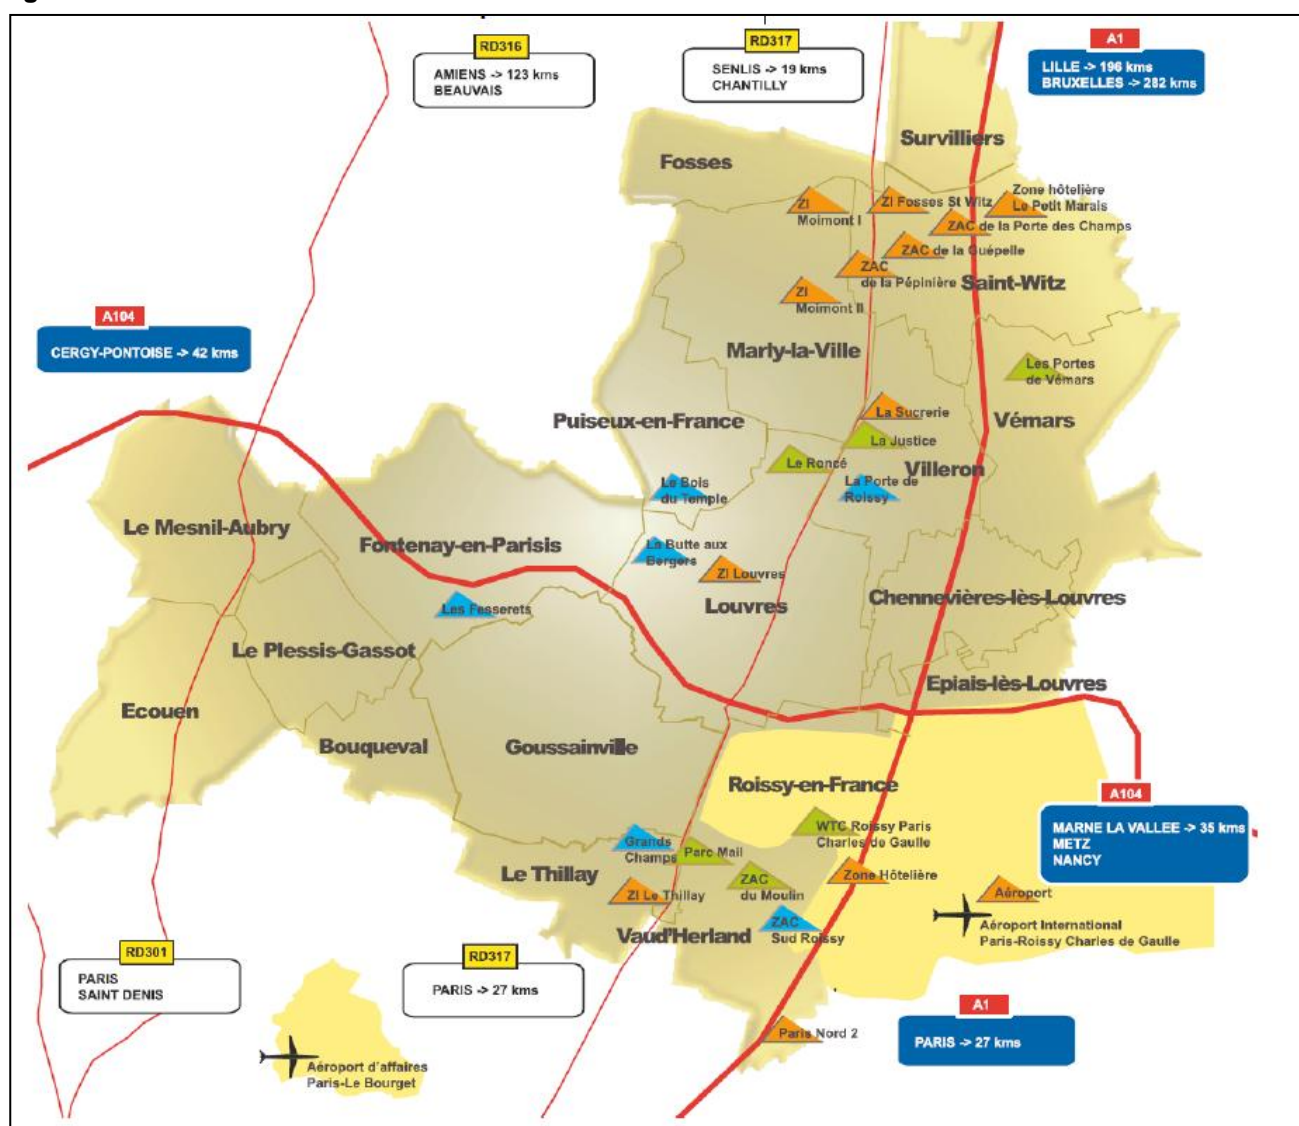 RD316
AMIENS -> 123 kms
BEAUVAIS
RD317
SENLIS -> 19 kms
CHANTILLY
A1
LILLE -> 196 kms
BRUXELLES -> 282 kms
Survilliers
Fosses
Zone hôtelière
Le Petit Marais
ZI
Moimont I
ZI Fosses St Witz
ZAC de la Porte des Champs
ZAC de la Guépelle
ZAC
de la Pépinière
Saint-Witz
ZI
Moimont II
A104
CERGY-PONTOISE -> 42 kms
Marly-la-Ville
Les Portes
de Vémars
Puiseux-en-France
La Sucrerie
Vémars
La Justice
Le Roncé
Villeron
Le Bois
du Temple
La Porte de
Roissy
Le Mesnil-Aubry
Fontenay-en-Parisis
La Butte aux
Bergers
ZI Louvres
Louvres
Chennevières-lès-Louvres
Les Fesserets
Le Plessis-Gassot
Epiais-lès-Louvres
Ecouen
Bouqueval
Goussainville
Roissy-en-France
A104
MARNE LA VALLEE -> 35 kms
METZ
NANCY
WTC Roissy Paris
Charles de Gaulle
Grands
Champs
Parc Mail
Le Thillay
ZAC
du Moulin
Zone Hôtelière
ZI Le Thillay
Aéroport
Aéroport International
Paris-Roissy Charles de Gaulle
ZAC
Sud Roissy
Vaud'Herland
RD301
PARIS
SAINT DENIS
RD317
PARIS -> 27 kms
A1
PARIS -> 27 kms
Paris Nord 2
Aéroport d'affaires
Paris-Le Bourget